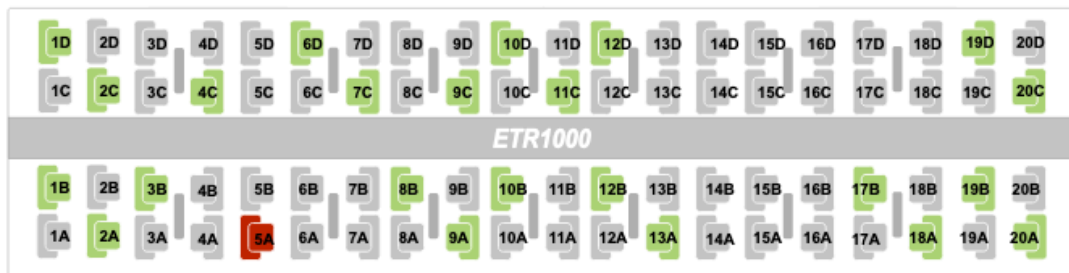 1D 2D 3D 4D 5D 6D 7D 8D 9D 10D 11D 12D 13D 14D 15D 16D 17D 18D 19D 20D
1C 2C 3C 4C 5C 6C 7C 8C 9C 10C 11C 12C 13C 14C 15C 16C 17C 18C 19C 20C
ETR1000
1B 2B 3B 4B 5B 6B 7B 8B 9B 10B 11B 12B 13B 14B 15B 16B 17B 18B 19B 20B
1A 2A 3A 4A 5A 6A 7A 8A 9A 10A 11A 12A 13A 14A 15A 16A 17A 18A 19A 20A